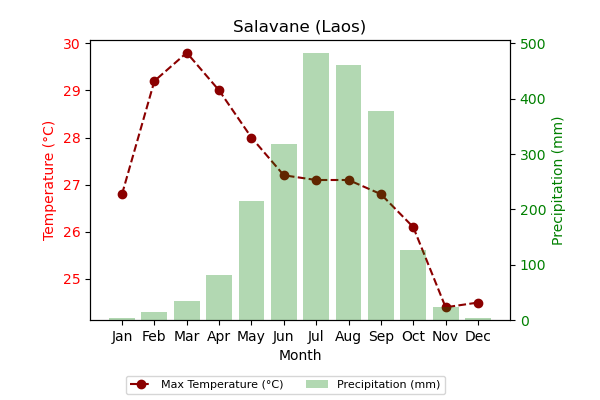 Salavane (Laos)
30
29
28
27
26
25
Temperature (°C)
500
400
300
200
100
0
Precipitation (mm)
Jan Feb Mar Apr May Jun Jul Aug Sep Oct Nov Dec
Month
Max Temperature (°C) Precipitation (mm)